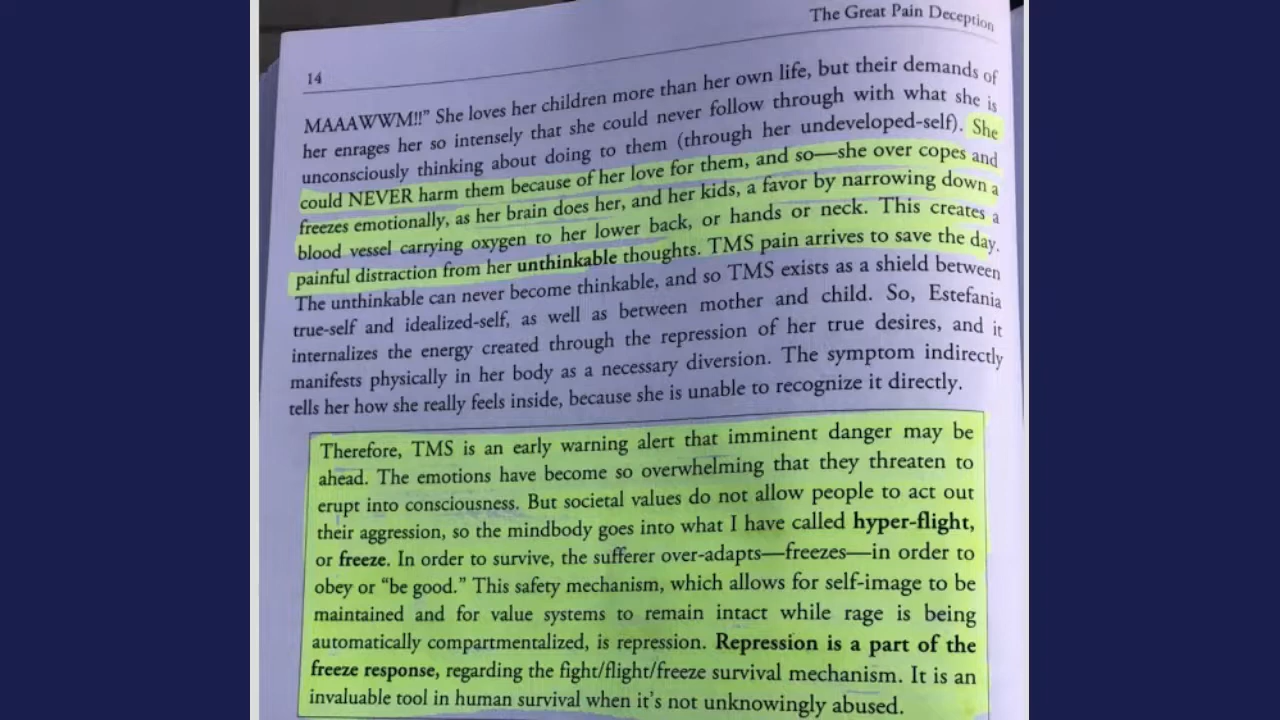 The Great Pain Deception
14
MAAAWWM!!” She loves her children more than her own life, but their demands of
her enrages her so intensely that she could never follow through with what she is
unconsciously thinking about doing to them (through her undeveloped-self). She
could NEVER harm them because of her love for them, and so—she over copes and
freezes emotionally, as her brain does her, and her kids, a favor by narrowing down a
blood vessel carrying oxygen to her lower back, or hands or neck. This creates a
painful distraction from her unthinkable thoughts. TMS pain arrives to save the day.
The unthinkable can never become thinkable, and so TMS exists as a shield between
true-self and idealized-self, as well as between mother and child. So, Estefania
internalizes the energy created through the repression of her true desires, and it
manifests physically in her body as a necessary diversion. The symptom indirectly
tells her how she really feels inside, because she is unable to recognize it directly.
Therefore, TMS is an early warning alert that imminent danger may be
ahead. The emotions have become so overwhelming that they threaten to
erupt into consciousness. But societal values do not allow people to act out
their aggression, so the mindbody goes into what I have called hyper-flight,
or freeze. In order to survive, the sufferer over-adapts—freezes—in order to
obey or “be good.” This safety mechanism, which allows for self-image to be
maintained and for value systems to remain intact while rage is being
automatically compartmentalized, is repression. Repression is a part of the
freeze response, regarding the fight/flight/freeze survival mechanism. It is an
invaluable tool in human survival when it’s not unknowingly abused.